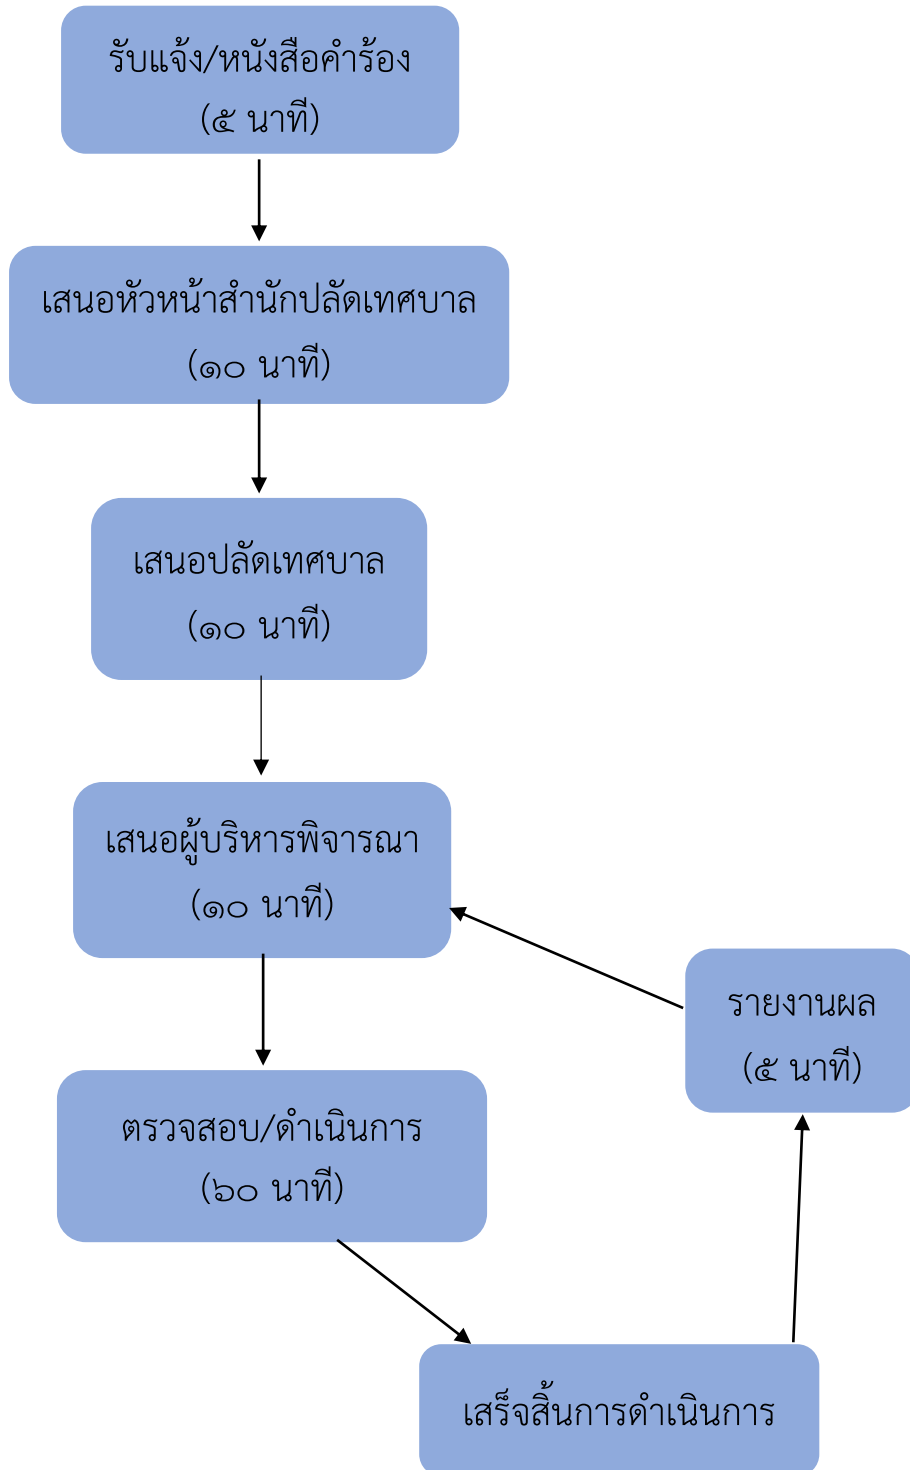 รับแจ้ง/หนังสือคำร้อง
(๕ นาที)
เสนอหัวหน้าสำนักปลัดเทศบาล
(๑๐ นาที)
เสนอปลัดเทศบาล
(๑๐ นาที)
เสนอผู้บริหารพิจารณา
(๑๐ นาที)
รายงานผล
(๕ นาที)
ตรวจสอบ/ดำเนินการ
(๖๐ นาที)
เสร็จสิ้นการดำเนินการ